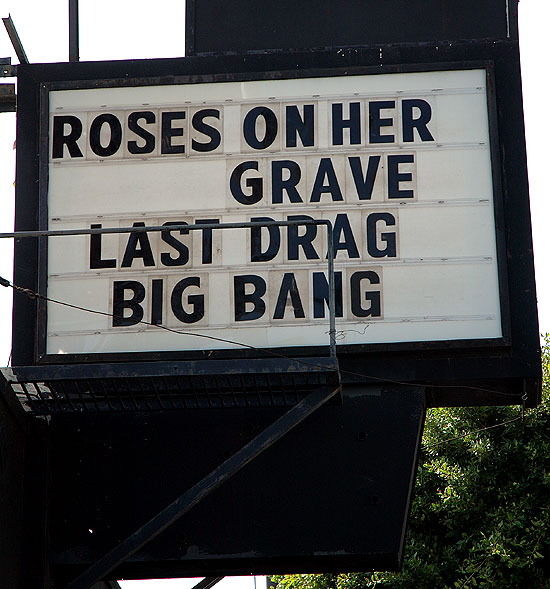 ROSES ON HER
GRAVE
LAST DRAG
BIG BANG